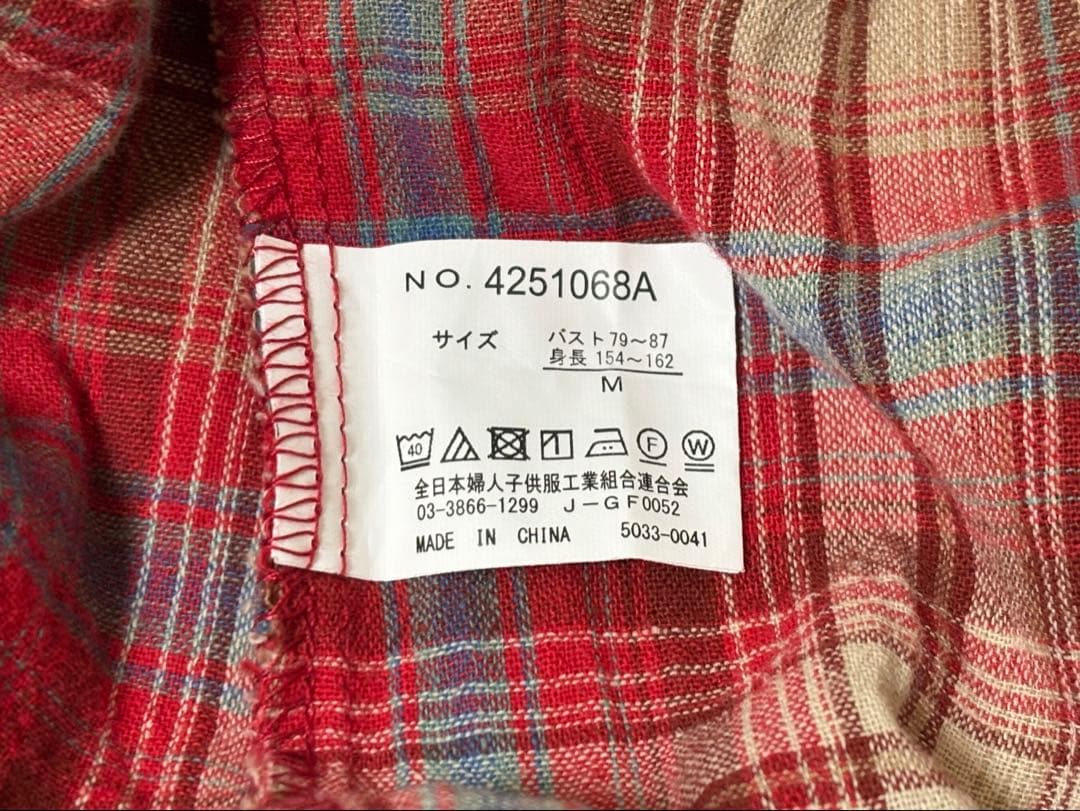 NO. 4251068A
サイズ
バスト79～87
身長 154～162
M
40 F W
全日本婦人子供服工業組合連合会
03-3866-1299 J－GF0052
MADE IN CHINA 5033-0041